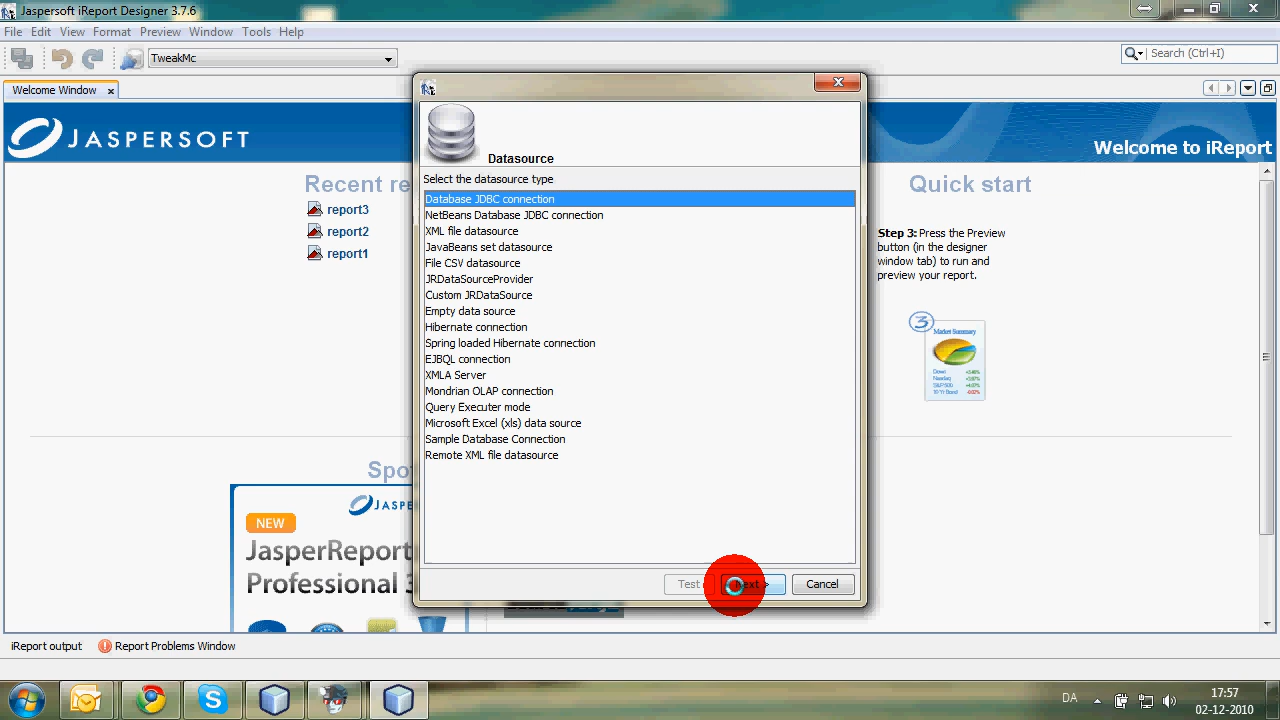 Jaspersoft iReport Designer 3.7.6
File Edit View Format Preview Window Tools Help
TweakMc
Search (Ctrl+I)
Welcome Window
JASPERSOFT
Welcome to iReport
Recent re
report3
report2
report1
Quick start
Step 3: Press the Preview
button (in the designer
window tab) to run and
preview your report.
3
Market Summary
Datasource
Select the datasource type
Database JDBC connection
NetBeans Database JDBC connection
XML file datasource
JavaBeans set datasource
File CSV datasource
JRDataSourceProvider
Custom JRDataSource
Empty data source
Hibernate connection
Spring loaded Hibernate connection
EJBQL connection
XMLA Server
Mondrian OLAP connection
Query Executer mode
Microsoft Excel (xls) data source
Sample Database Connection
Remote XML file datasource
Test
Next >
Cancel
Spo
JASPE
NEW
JasperReport
Professional 3
iReport output
Report Problems Window
DA
17:57
02-12-2010